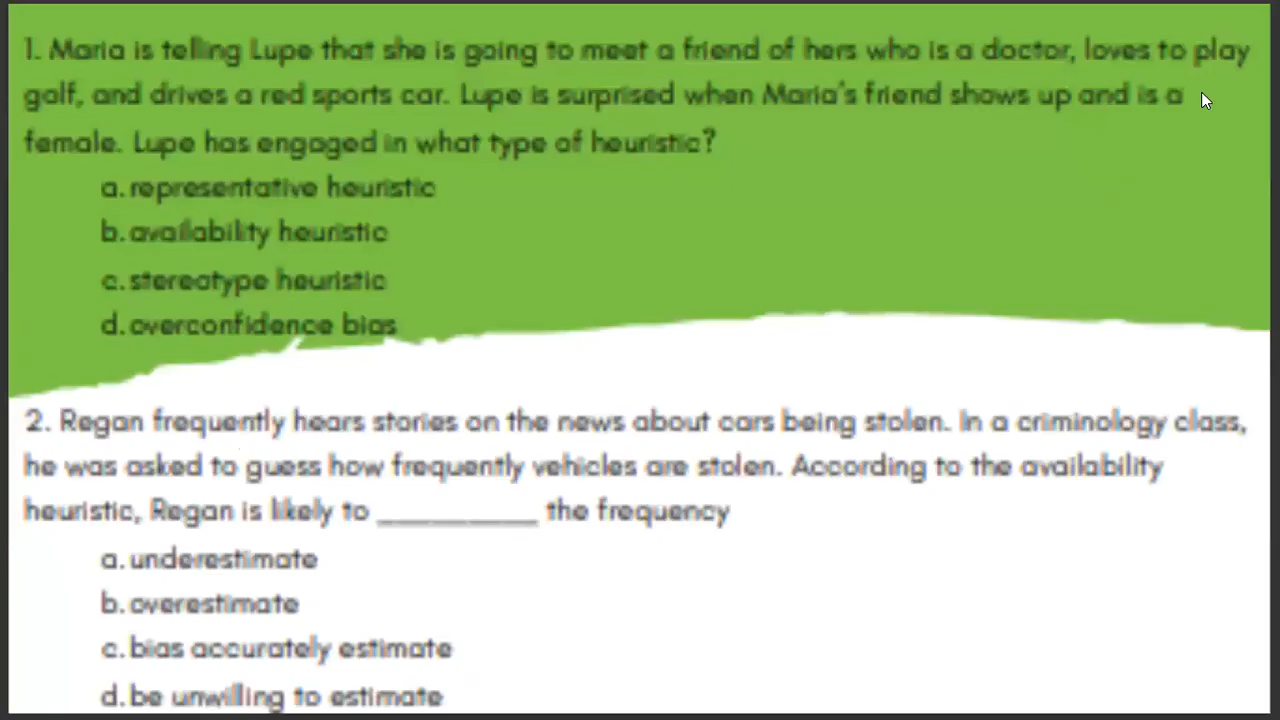 1. Maria is telling Lupe that she is going to meet a friend of hers who is a doctor, loves to play
golf, and drives a red sports car. Lupe is surprised when Maria's friend shows up and is a
female. Lupe has engaged in what type of heuristic?
a. representative heuristic
b. availability heuristic
c. stereotype heuristic
d. overconfidence bias
2. Regan frequently hears stories on the news about cars being stolen. In a criminology class,
he was asked to guess how frequently vehicles are stolen. According to the availability
heuristic, Regan is likely to __________ the frequency
a. underestimate
b. overestimate
c. bias accurately estimate
d. be unwilling to estimate